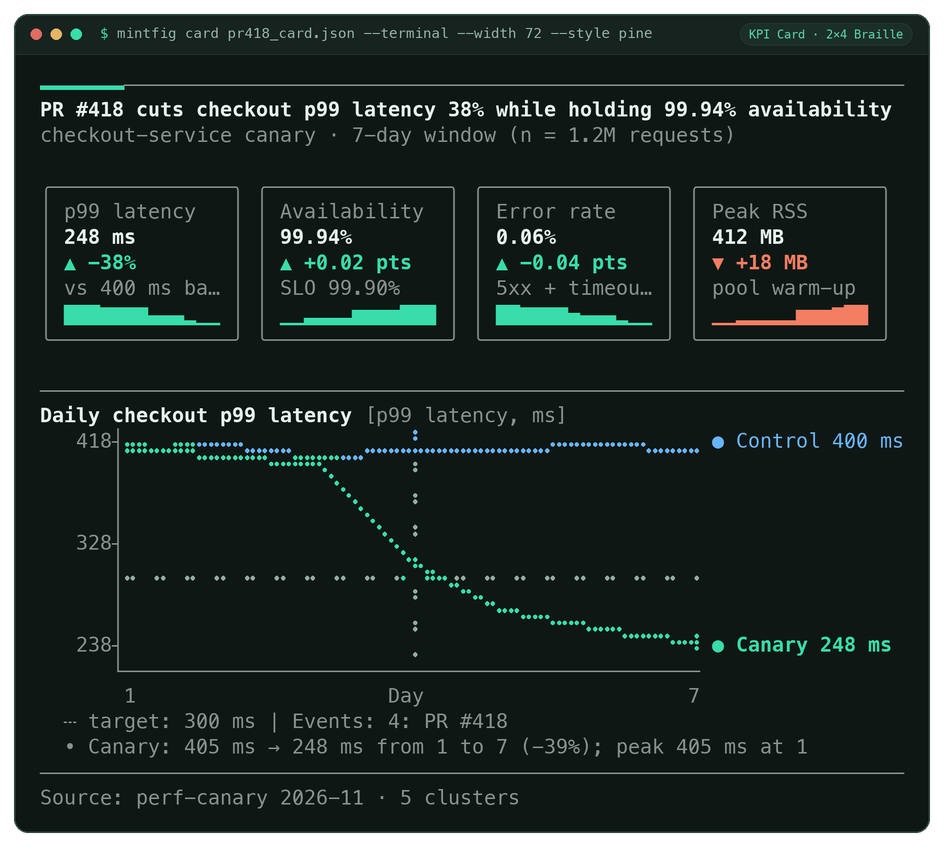 $ mintfig card pr418_card.json --terminal --width 72 --style pine
KPI Card · 2×4 Braille
PR #418 cuts checkout p99 latency 38% while holding 99.94% availability
checkout-service canary · 7-day window (n = 1.2M requests)
p99 latency
248 ms
▲ −38%
vs 400 ms ba…
Availability
99.94%
▲ +0.02 pts
SLO 99.90%
Error rate
0.06%
▲ −0.04 pts
5xx + timeou…
Peak RSS
412 MB
▼ +18 MB
pool warm-up
Daily checkout p99 latency [p99 latency, ms]
418
● Control 400 ms
328
238
● Canary 248 ms
1 Day 7
╌╌ target: 300 ms | Events: 4: PR #418
• Canary: 405 ms → 248 ms from 1 to 7 (−39%); peak 405 ms at 1
Source: perf-canary 2026-11 · 5 clusters